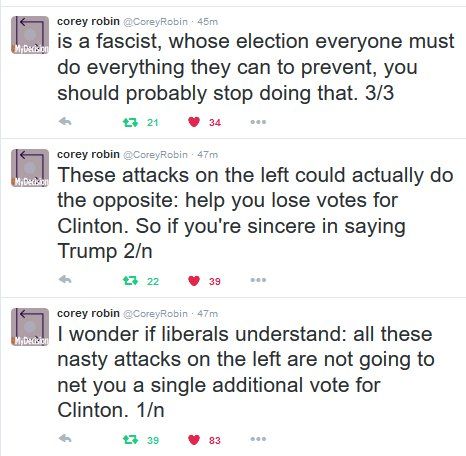 corey robin @CoreyRobin · 45m
is a fascist, whose election everyone must
do everything they can to prevent, you
should probably stop doing that. 3/3
MyDecision
21 34
corey robin @CoreyRobin · 47m
These attacks on the left could actually do
the opposite: help you lose votes for
Clinton. So if you're sincere in saying
Trump 2/n
MyDecision
22 39
corey robin @CoreyRobin · 47m
I wonder if liberals understand: all these
nasty attacks on the left are not going to
net you a single additional vote for
Clinton. 1/n
MyDecision
39 83